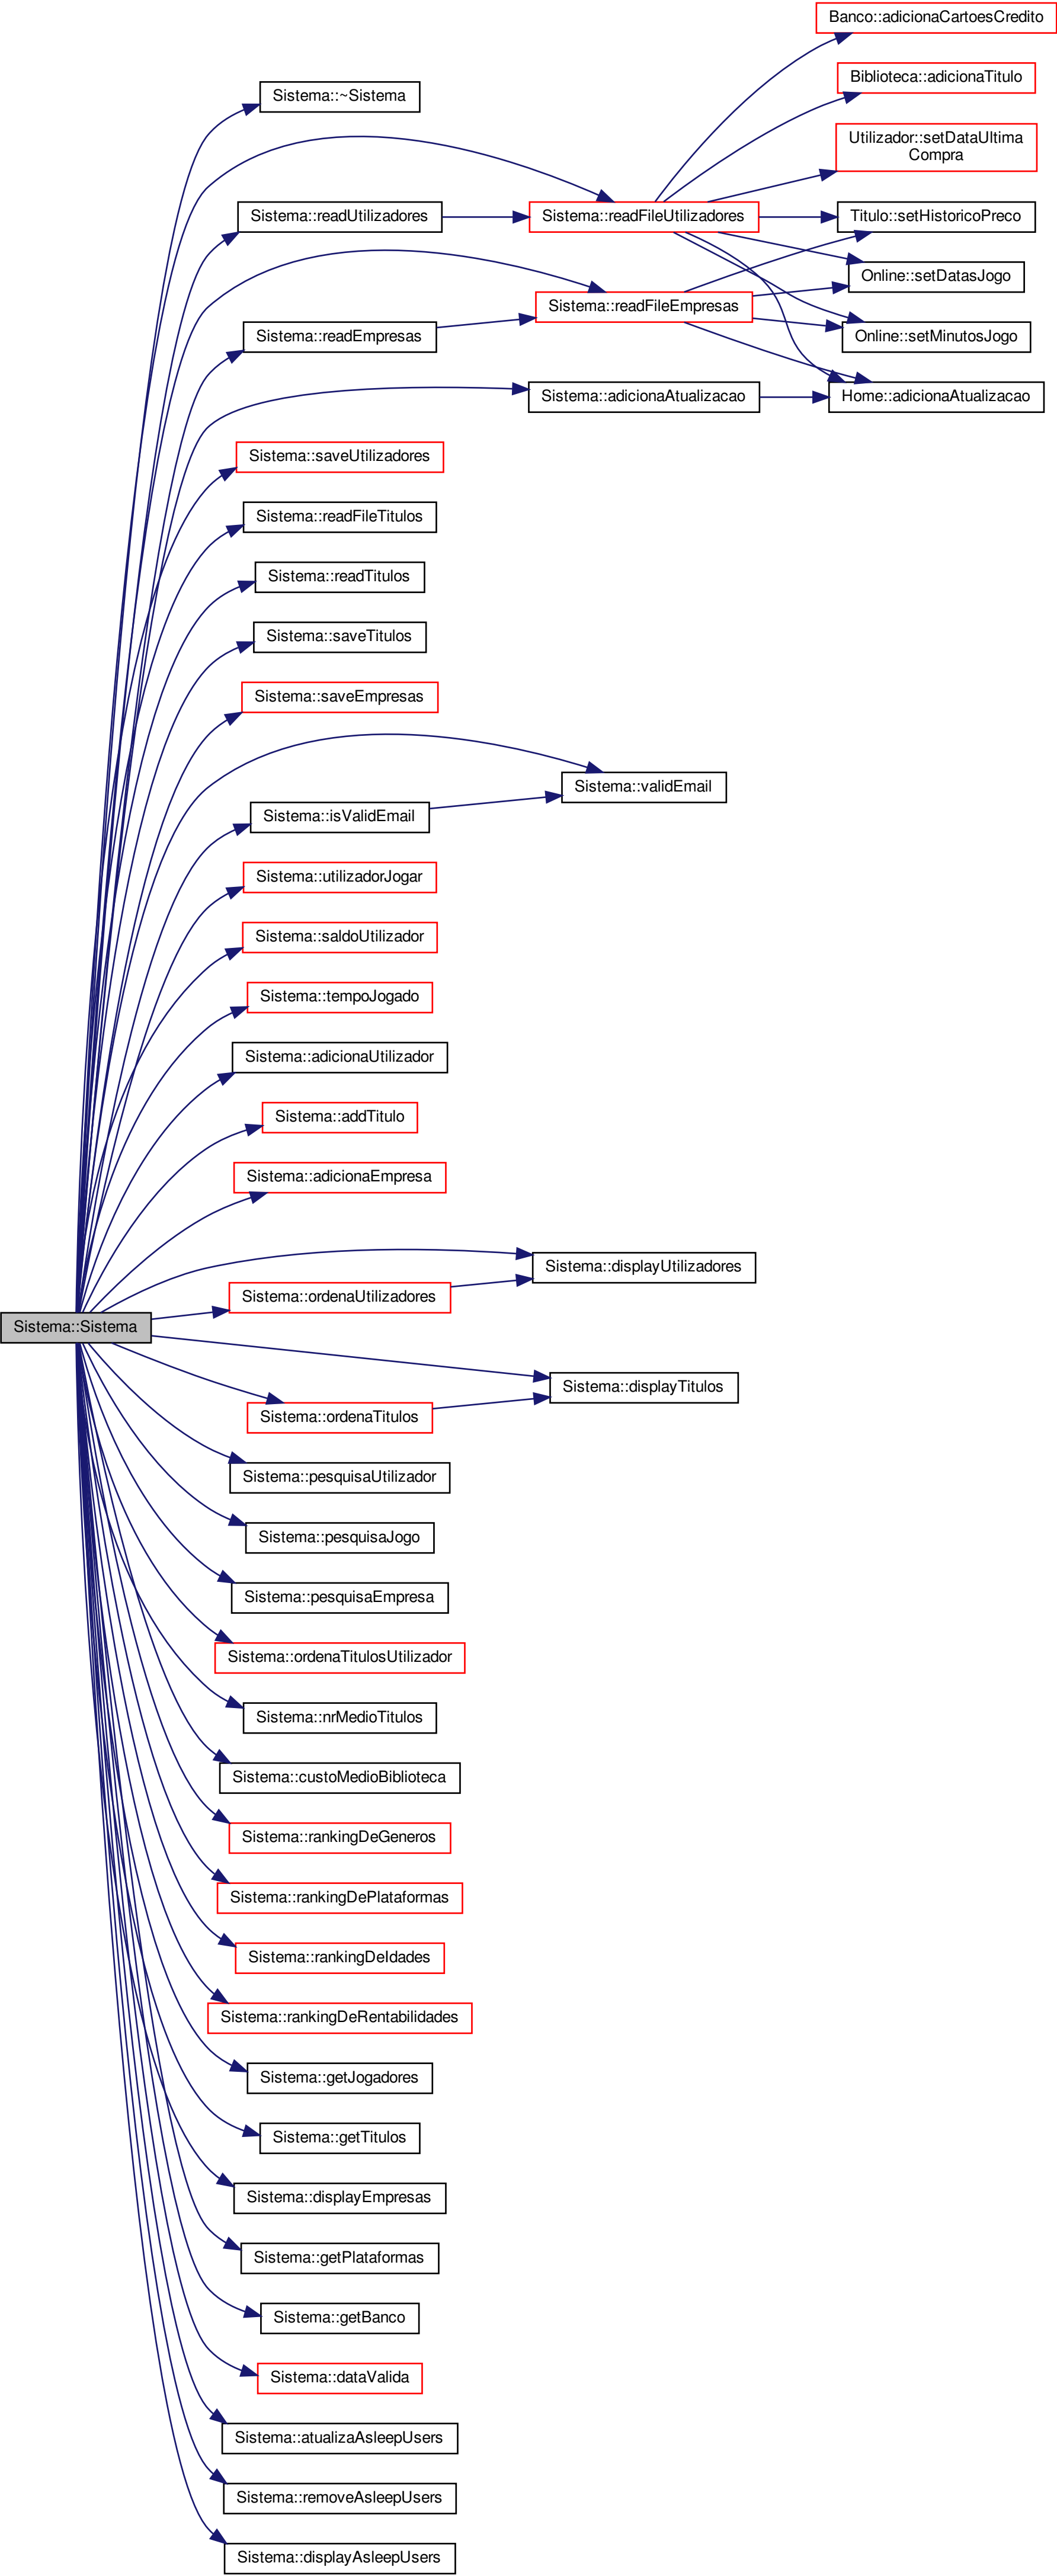 Banco::adicionaCartoesCredito
Biblioteca::adicionaTitulo
Sistema::~Sistema
Utilizador::setDataUltima
Compra
Sistema::readUtilizadores
Sistema::readFileUtilizadores
Titulo::setHistoricoPreco
Online::setDatasJogo
Sistema::readFileEmpresas
Sistema::readEmpresas
Online::setMinutosJogo
Sistema::adicionaAtualizacao
Home::adicionaAtualizacao
Sistema::saveUtilizadores
Sistema::readFileTitulos
Sistema::readTitulos
Sistema::saveTitulos
Sistema::saveEmpresas
Sistema::validEmail
Sistema::isValidEmail
Sistema::utilizadorJogar
Sistema::saldoUtilizador
Sistema::tempoJogado
Sistema::adicionaUtilizador
Sistema::addTitulo
Sistema::adicionaEmpresa
Sistema::displayUtilizadores
Sistema::ordenaUtilizadores
Sistema::Sistema
Sistema::displayTitulos
Sistema::ordenaTitulos
Sistema::pesquisaUtilizador
Sistema::pesquisaJogo
Sistema::pesquisaEmpresa
Sistema::ordenaTitulosUtilizador
Sistema::nrMedioTitulos
Sistema::custoMedioBiblioteca
Sistema::rankingDeGeneros
Sistema::rankingDePlataformas
Sistema::rankingDeIdades
Sistema::rankingDeRentabilidades
Sistema::getJogadores
Sistema::getTitulos
Sistema::displayEmpresas
Sistema::getPlataformas
Sistema::getBanco
Sistema::dataValida
Sistema::atualizaAsleepUsers
Sistema::removeAsleepUsers
Sistema::displayAsleepUsers